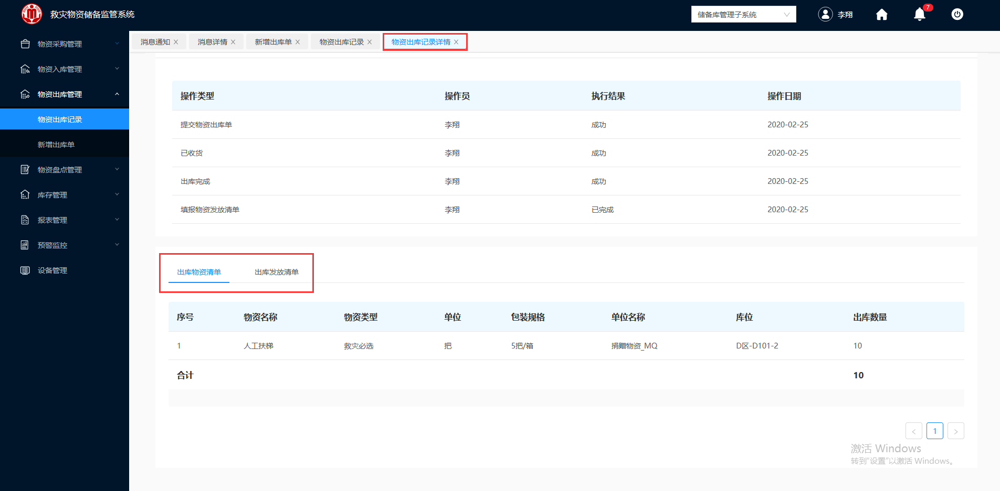 救灾物资储备监管系统
储备库管理子系统
李翔
7
物资采购管理
物资入库管理
物资出库管理
物资出库记录
新增出库单
物资盘点管理
库存管理
报表管理
预警监控
设备管理
消息通知 消息详情 新增出库单 物资出库记录 物资出库记录详情
操作类型 操作员 执行结果 操作日期
提交物资出库单 李翔 成功 2020-02-25
已收货 李翔 成功 2020-02-25
出库完成 李翔 成功 2020-02-25
填报物资发放清单 李翔 已完成 2020-02-25
出库物资清单 出库发放清单
序号 物资名称 物资类型 单位 包装规格 单位名称 库位 出库数量
1 人工扶梯 救灾必选 把 5把/箱 捐赠物资_MQ D区-D101-2 10
合计 10
< 1 >
激活 Windows
转到"设置"以激活 Windows。